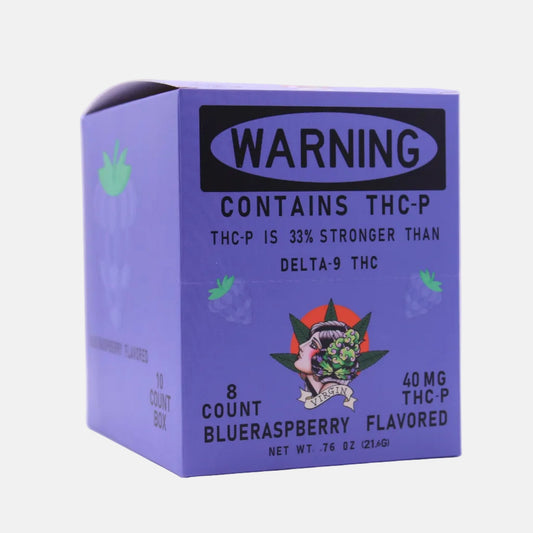 WARNING
CONTAINS THC-P
THC-P IS 33% STRONGER THAN
DELTA-9 THC
VIRGIN
8
COUNT
40 MG
THC-P
BLUERASPBERRY FLAVORED
NET WT. .76 OZ (21.6G)
BLUERASPBERRY FLAVORED
10
COUNT
BOX